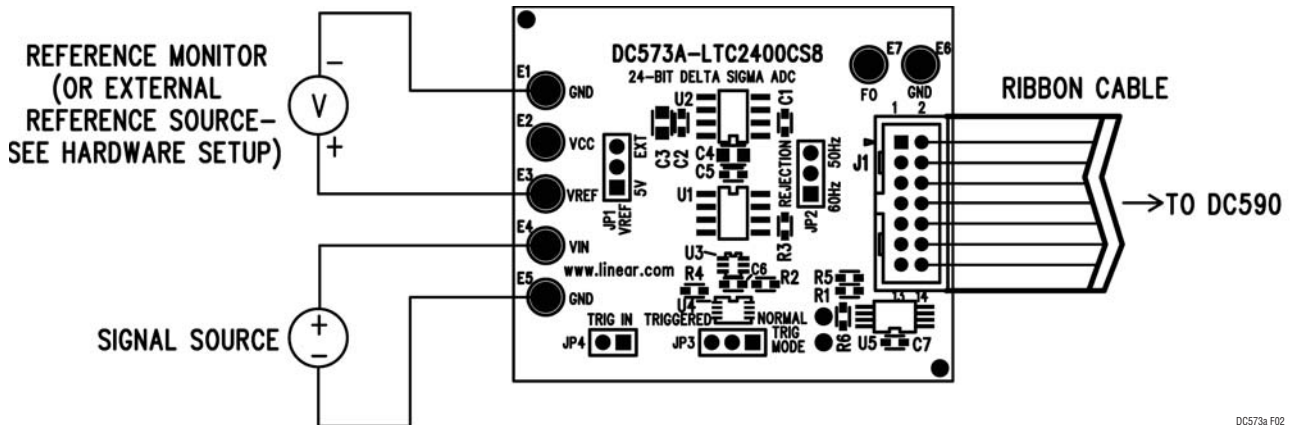 REFERENCE MONITOR
(OR EXTERNAL
REFERENCE SOURCE-
SEE HARDWARE SETUP)
-
V
+
SIGNAL SOURCE
+
-
DC573A-LTC2400CS8
24-BIT DELTA SIGMA ADC
E1
GND
E2
VCC
E3
VREF
E4
VIN
E5
GND
U2
C1
C3
C2
C4
C5
U1
EXT
5V
JP1
VREF
REJECTION
50Hz
60Hz
JP2
R3
E7
FO
E6
GND
1 2
J1
13 14
RIBBON CABLE
TO DC590
U3
www.linear.com
R4
C6
R2
U4
R5
R1
TRIG IN
TRIGGERED
NORMAL
JP4
JP3
TRIG
MODE
R6
U5
C7
DC573a F02